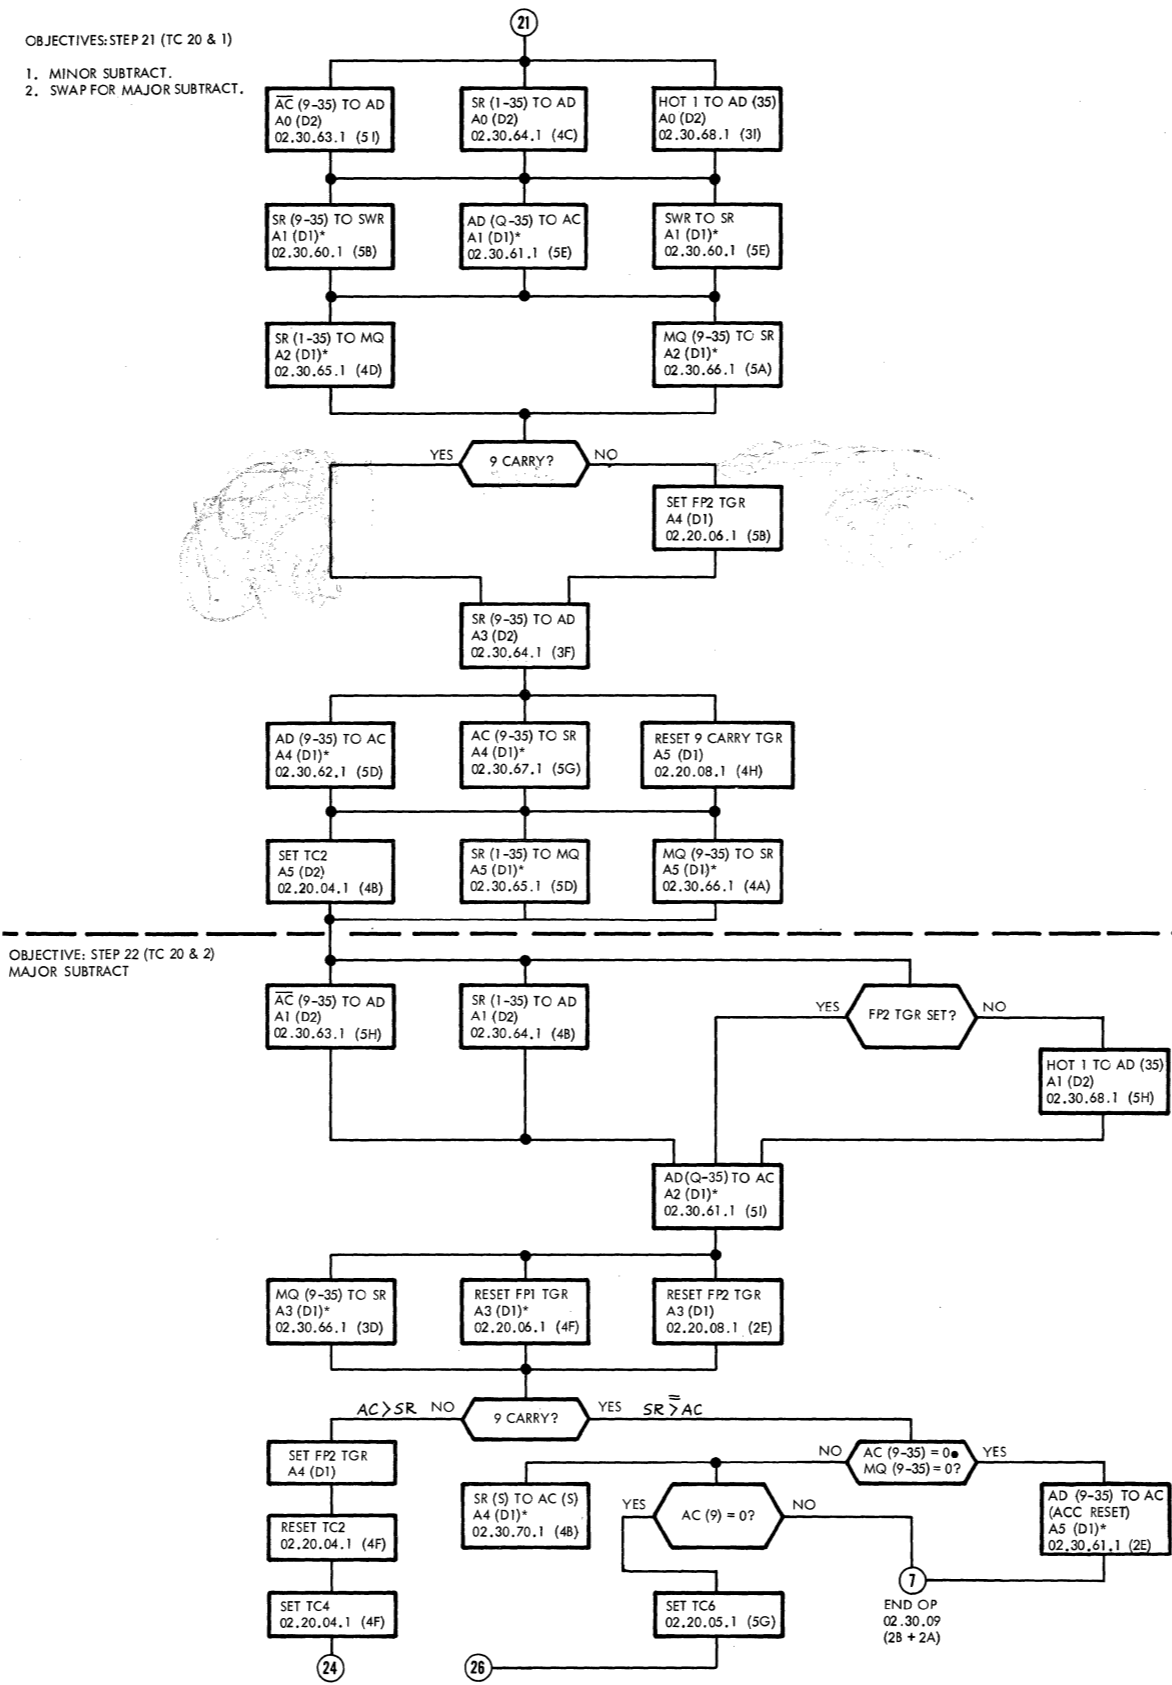 21
OBJECTIVES: STEP 21 (TC 20 & 1)
1. MINOR SUBTRACT.
2. SWAP FOR MAJOR SUBTRACT.
A̅C̅ (9-35) TO AD
A0 (D2)
02.30.63.1 (5I)
SR (1-35) TO AD
A0 (D2)
02.30.64.1 (4C)
HOT 1 TO AD (35)
A0 (D2)
02.30.68.1 (3I)
SR (9-35) TO SWR
A1 (D1)*
02.30.60.1 (5B)
AD (Q-35) TO AC
A1 (D1)*
02.30.61.1 (5E)
SWR TO SR
A1 (D1)*
02.30.60.1 (5E)
SR (1-35) TO MQ
A2 (D1)*
02.30.65.1 (4D)
MQ (9-35) TO SR
A2 (D1)*
02.30.66.1 (5A)
YES
9 CARRY?
NO
SET FP2 TGR
A4 (D1)
02.20.06.1 (5B)
SR (9-35) TO AD
A3 (D2)
02.30.64.1 (3F)
AD (9-35) TO AC
A4 (D1)*
02.30.62.1 (5D)
AC (9-35) TO SR
A4 (D1)*
02.30.67.1 (5G)
RESET 9 CARRY TGR
A5 (D1)
02.20.08.1 (4H)
SET TC2
A5 (D2)
02.20.04.1 (4B)
SR (1-35) TO MQ
A5 (D1)*
02.30.65.1 (5D)
MQ (9-35) TO SR
A5 (D1)*
02.30.66.1 (4A)
OBJECTIVE: STEP 22 (TC 20 & 2)
MAJOR SUBTRACT
A̅C̅ (9-35) TO AD
A1 (D2)
02.30.63.1 (5H)
SR (1-35) TO AD
A1 (D2)
02.30.64.1 (4B)
YES
FP2 TGR SET?
NO
HOT 1 TO AD (35)
A1 (D2)
02.30.68.1 (5H)
AD(Q-35) TO AC
A2 (D1)*
02.30.61.1 (5I)
MQ (9-35) TO SR
A3 (D1)*
02.30.66.1 (3D)
RESET FP1 TGR
A3 (D1)*
02.20.06.1 (4F)
RESET FP2 TGR
A3 (D1)
02.20.08.1 (2E)
AC>SR NO
9 CARRY?
YES SR >= AC
SET FP2 TGR
A4 (D1)
RESET TC2
02.20.04.1 (4F)
SET TC4
02.20.04.1 (4F)
24
NO
AC (9-35) = 0•
MQ (9-35) = 0?
YES
SR (S) TO AC (S)
A4 (D1)*
02.30.70.1 (4B)
YES
AC (9) = 0?
NO
AD (9-35) TO AC
(ACC RESET)
A5 (D1)*
02.30.61.1 (2E)
SET TC6
02.20.05.1 (5G)
26
7
END OP
02.30.09
(2B + 2A)